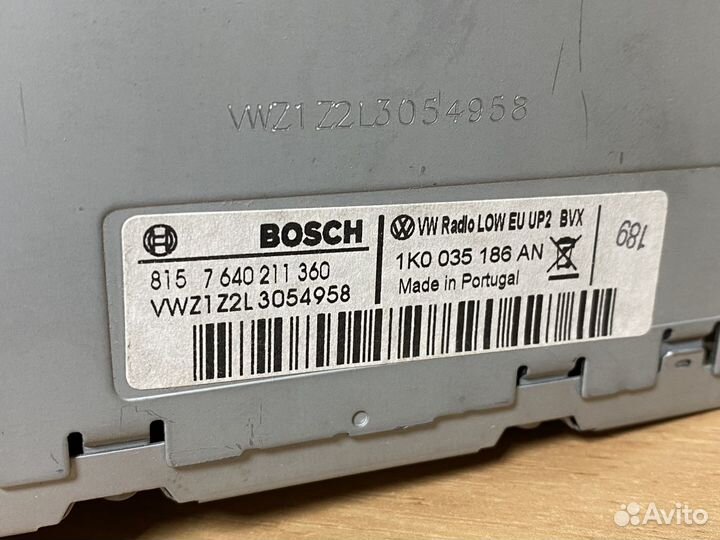 VWZ1Z2L3054958
BOSCH
815 7 640 211 360
VWZ1Z2L3054958
VW Radio LOW EU UP2 BVX
1K0 035 186 AN
Made in Portugal
189
Avito